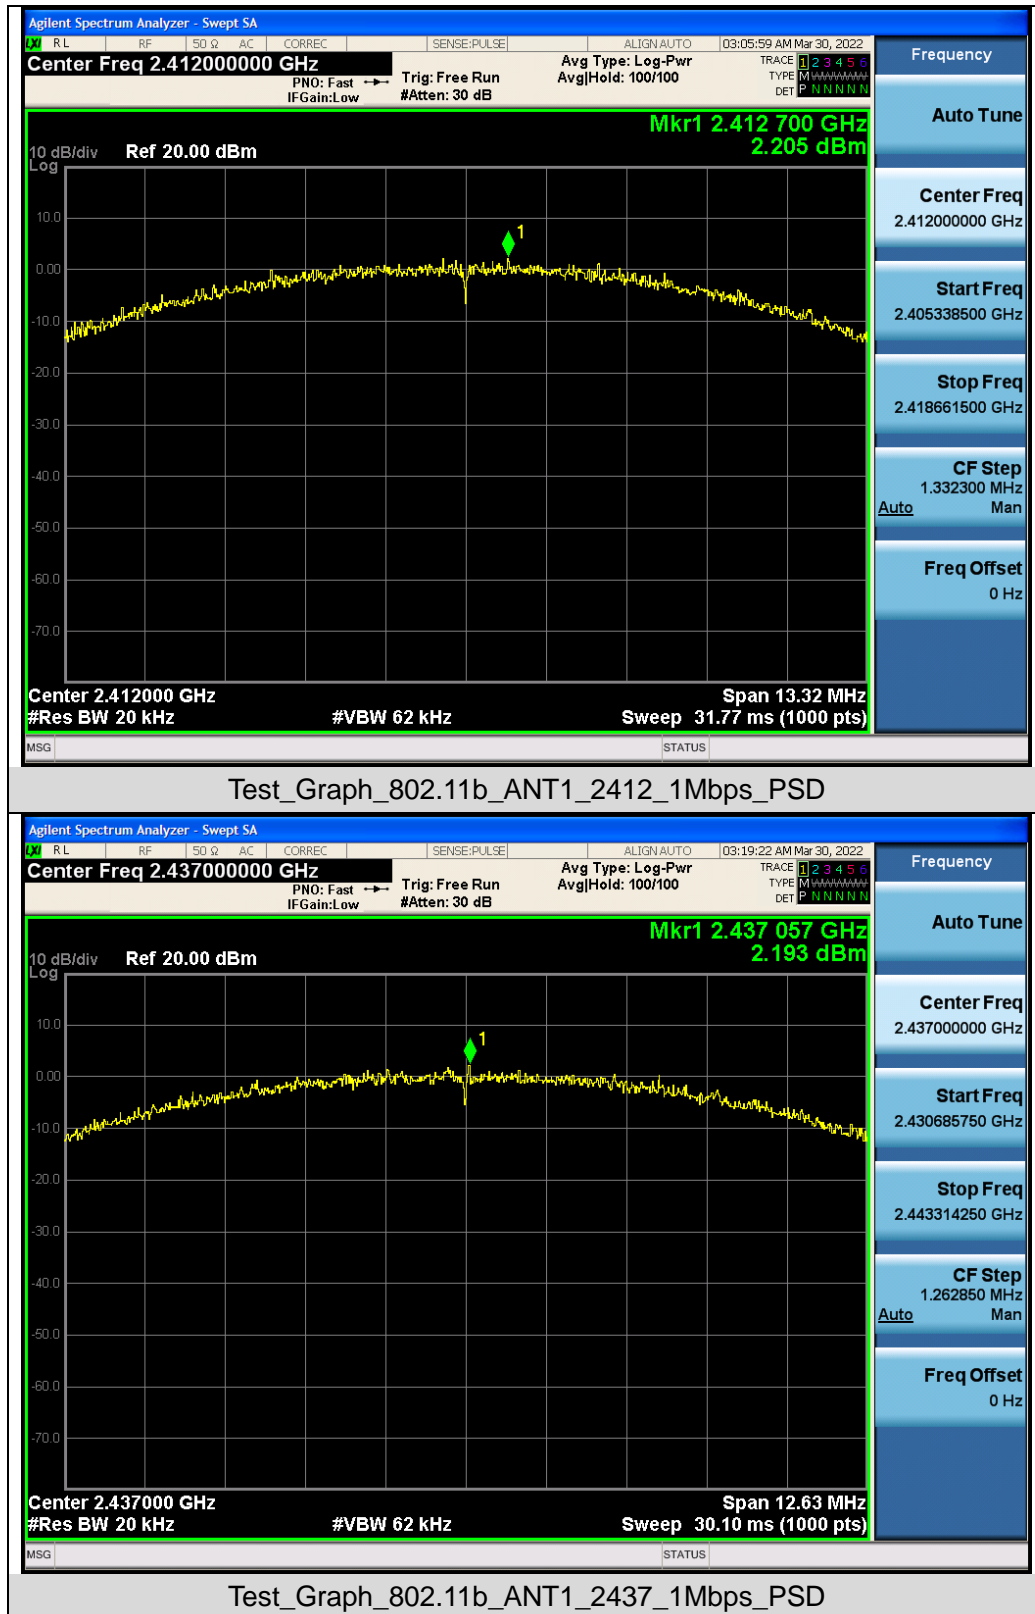 Agilent Spectrum Analyzer - Swept SA
LXI RL RF 50 Ω AC CORREC SENSE:PULSE ALIGN AUTO 03:05:59 AM Mar 30, 2022
Center Freq 2.412000000 GHz
PNO: Fast
IFGain:Low
Trig: Free Run
#Atten: 30 dB
Avg Type: Log-Pwr
Avg|Hold: 100/100
TRACE 1 2 3 4 5 6
TYPE M WWWWW
DET P N N N N N
Frequency
Auto Tune
Mkr1 2.412 700 GHz
2.205 dBm
10 dB/div Ref 20.00 dBm
Log
10.0
0.00
-10.0
-20.0
-30.0
-40.0
-50.0
-60.0
-70.0
1
Center Freq
2.412000000 GHz
Start Freq
2.405338500 GHz
Stop Freq
2.418661500 GHz
CF Step
1.332300 MHz
Auto Man
Freq Offset
0 Hz
Center 2.412000 GHz Span 13.32 MHz
#Res BW 20 kHz #VBW 62 kHz Sweep 31.77 ms (1000 pts)
MSG STATUS
Test_Graph_802.11b_ANT1_2412_1Mbps_PSD
Agilent Spectrum Analyzer - Swept SA
LXI RL RF 50 Ω AC CORREC SENSE:PULSE ALIGN AUTO 03:19:22 AM Mar 30, 2022
Center Freq 2.437000000 GHz
PNO: Fast
IFGain:Low
Trig: Free Run
#Atten: 30 dB
Avg Type: Log-Pwr
Avg|Hold: 100/100
TRACE 1 2 3 4 5 6
TYPE M WWWWW
DET P N N N N N
Frequency
Auto Tune
Mkr1 2.437 057 GHz
2.193 dBm
10 dB/div Ref 20.00 dBm
Log
10.0
0.00
-10.0
-20.0
-30.0
-40.0
-50.0
-60.0
-70.0
1
Center Freq
2.437000000 GHz
Start Freq
2.430685750 GHz
Stop Freq
2.443314250 GHz
CF Step
1.262850 MHz
Auto Man
Freq Offset
0 Hz
Center 2.437000 GHz Span 12.63 MHz
#Res BW 20 kHz #VBW 62 kHz Sweep 30.10 ms (1000 pts)
MSG STATUS
Test_Graph_802.11b_ANT1_2437_1Mbps_PSD